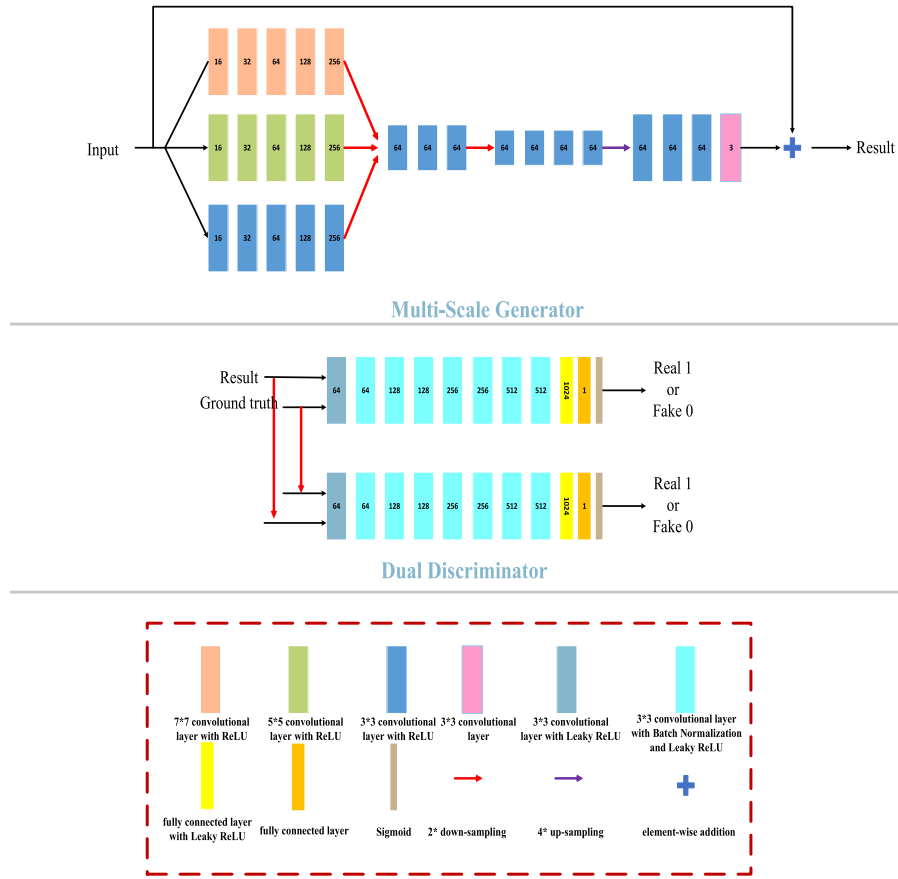 16 32 64 128 256
Input
16 32 64 128 256
64 64 64
64 64 64 64
64 64 64 3
Result
16 32 64 128 256
Multi-Scale Generator
Result
Ground truth
64 64 128 128 256 256 512 512 1024 1
Real 1
or
Fake 0
64 64 128 128 256 256 512 512 1024 1
Real 1
or
Fake 0
Dual Discriminator
7*7 convolutional
layer with ReLU
5*5 convolutional
layer with ReLU
3*3 convolutional
layer with ReLU
3*3 convolutional
layer
3*3 convolutional
layer with Leaky ReLU
3*3 convolutional layer
with Batch Normalization
and Leaky ReLU
fully connected layer
with Leaky ReLU
fully connected layer
Sigmoid
2* down-sampling
4* up-sampling
element-wise addition